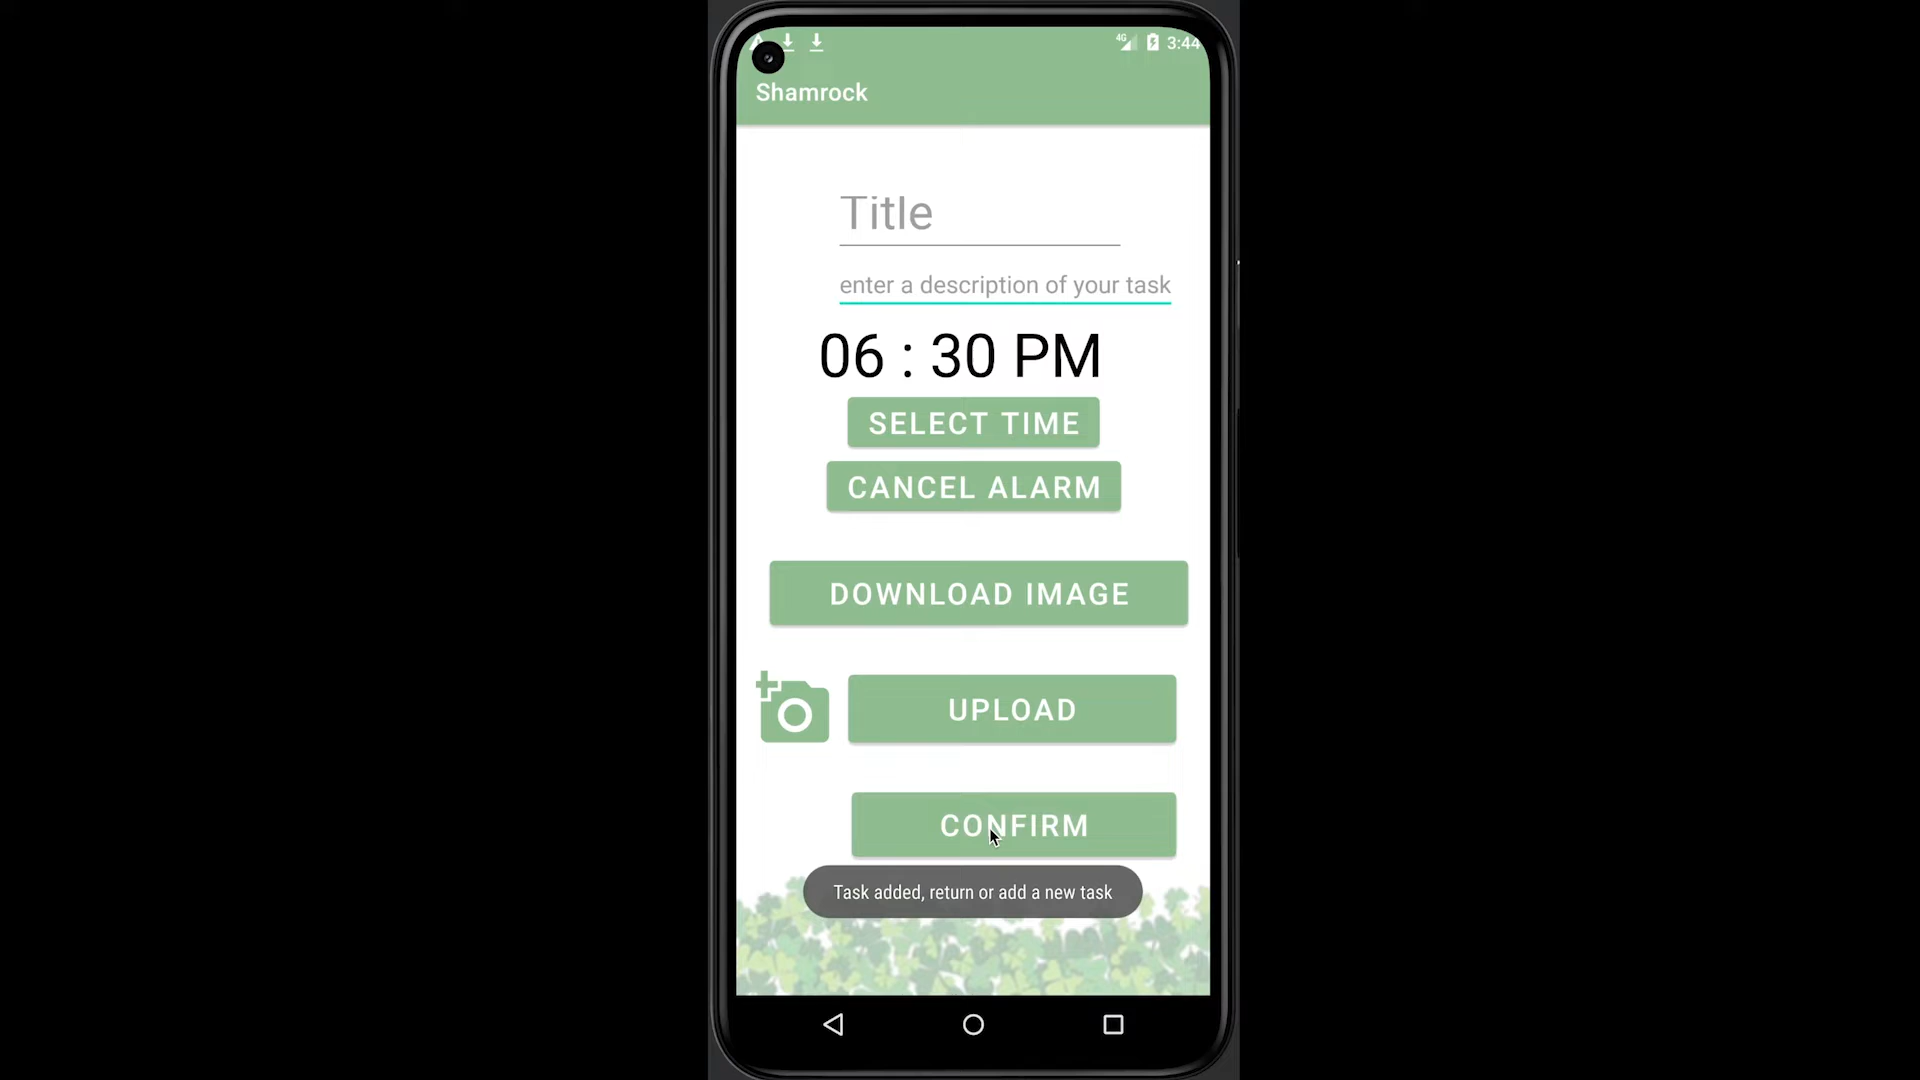 4G 3:44
Shamrock
Title
enter a description of your task
06 : 30 PM
SELECT TIME
CANCEL ALARM
DOWNLOAD IMAGE
UPLOAD
CONFIRM
Task added, return or add a new task